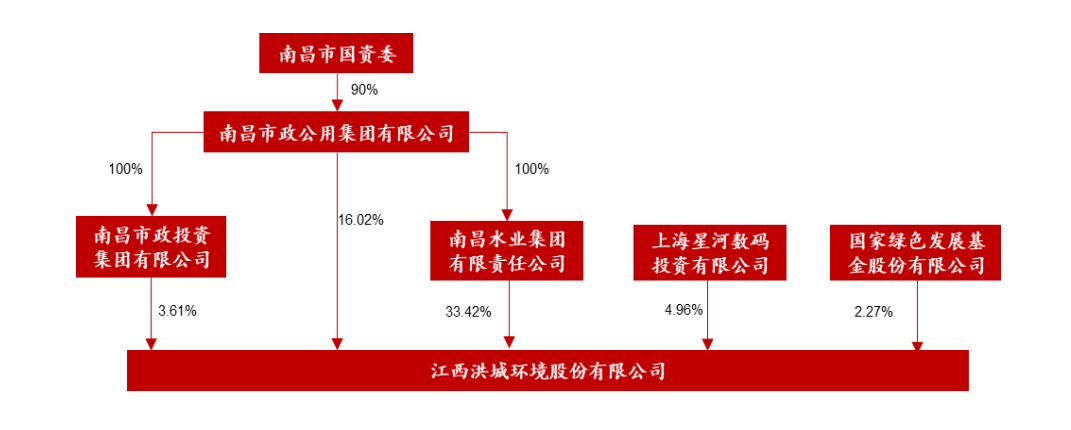 南昌市国资委
90%
南昌市政公用集团有限公司
100%
100%
16.02%
南昌市政投资
集团有限公司
南昌水业集团
有限责任公司
上海星河数码
投资有限公司
国家绿色发展基
金股份有限公司
3.61%
33.42%
4.96%
2.27%
江西洪城环境股份有限公司